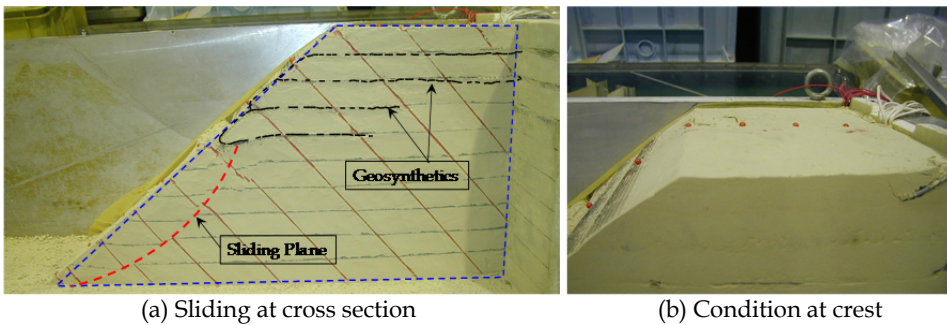 Geosynthetics
Sliding Plane
(a) Sliding at cross section
(b) Condition at crest